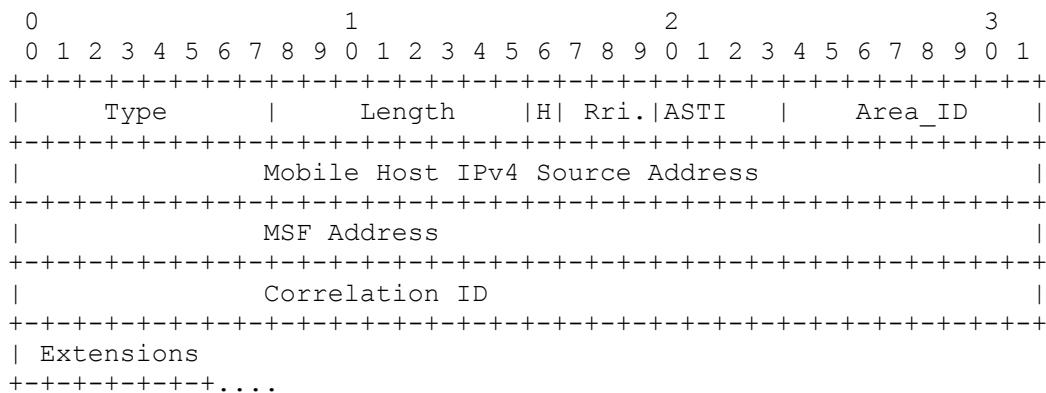 0                   1                   2                   3
 0 1 2 3 4 5 6 7 8 9 0 1 2 3 4 5 6 7 8 9 0 1 2 3 4 5 6 7 8 9 0 1
+-+-+-+-+-+-+-+-+-+-+-+-+-+-+-+-+-+-+-+-+-+-+-+-+-+-+-+-+-+-+-+-+
|     Type      |     Length    |H| Rri.|ASTI   |    Area_ID    |
+-+-+-+-+-+-+-+-+-+-+-+-+-+-+-+-+-+-+-+-+-+-+-+-+-+-+-+-+-+-+-+-+
|               Mobile Host IPv4 Source Address                 |
+-+-+-+-+-+-+-+-+-+-+-+-+-+-+-+-+-+-+-+-+-+-+-+-+-+-+-+-+-+-+-+-+
|               MSF Address                                     |
+-+-+-+-+-+-+-+-+-+-+-+-+-+-+-+-+-+-+-+-+-+-+-+-+-+-+-+-+-+-+-+-+
|               Correlation ID                                  |
+-+-+-+-+-+-+-+-+-+-+-+-+-+-+-+-+-+-+-+-+-+-+-+-+-+-+-+-+-+-+-+-+
| Extensions
+-+-+-+-+-+-+....